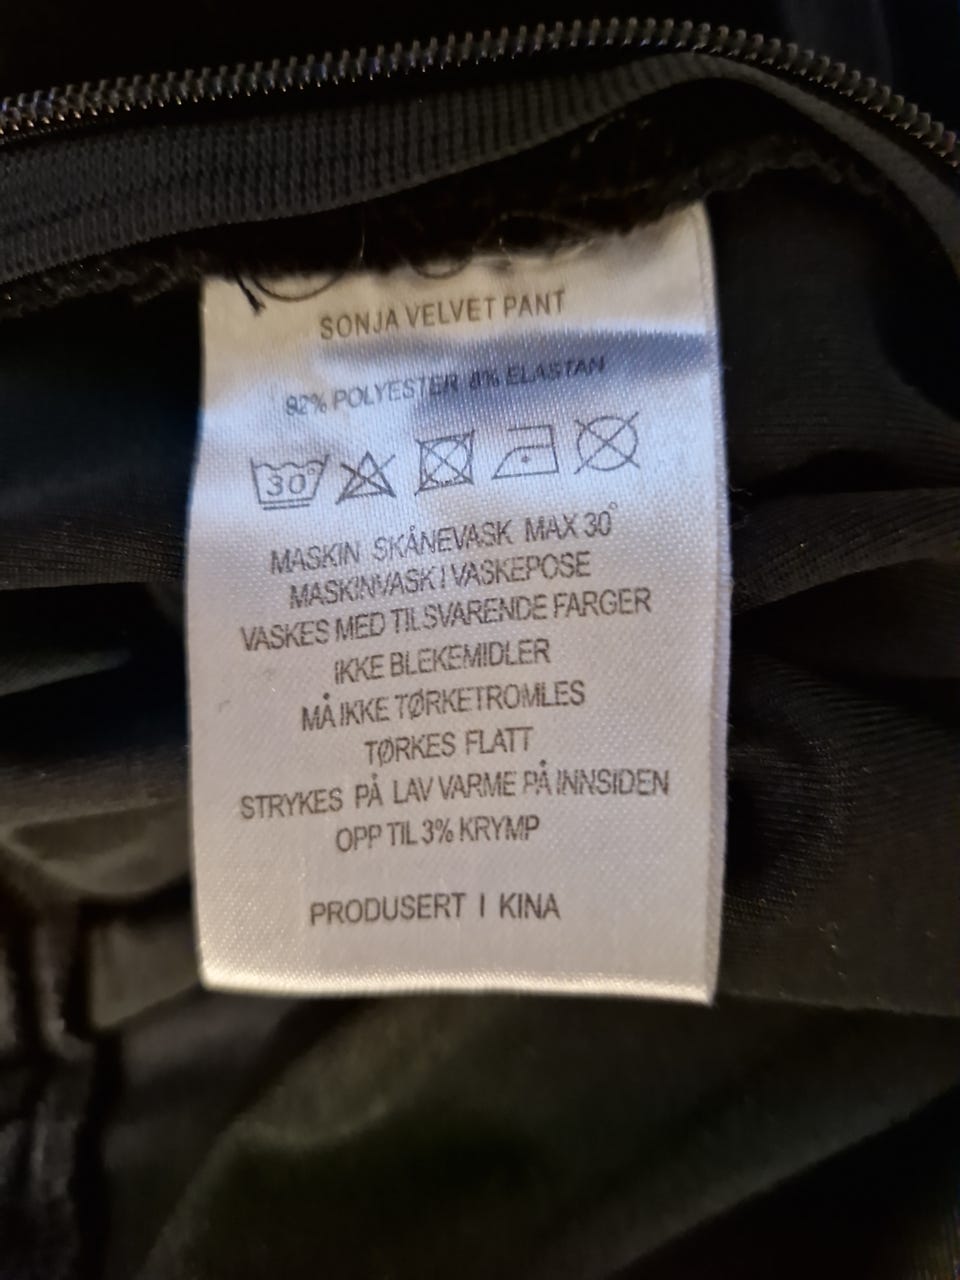 SONJA VELVET PANT
92% POLYESTER 8% ELASTAN
30°
MASKIN SKÅNEVASK MAX 30°
MASKINVASK I VASKEPOSE
VASKES MED TILSVARENDE FARGER
IKKE BLEKEMIDLER
MÅ IKKE TØRKETROMLES
TØRKES FLATT
STRYKES PÅ LAV VARME PÅ INNSIDEN
OPP TIL 3% KRYMP
PRODUSERT I KINA